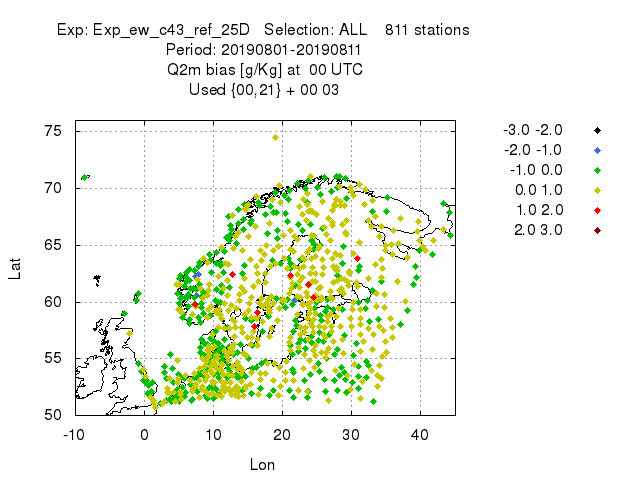 Exp: Exp_ew_c43_ref_25D   Selection: ALL    811 stations
Period: 20190801-20190811
Q2m bias [g/Kg] at  00 UTC
Used {00,21} + 00 03
-3.0 -2.0
-2.0 -1.0
-1.0 0.0
0.0 1.0
1.0 2.0
2.0 3.0
75
70
65
60
55
50
Lat
-10 0 10 20 30 40
Lon